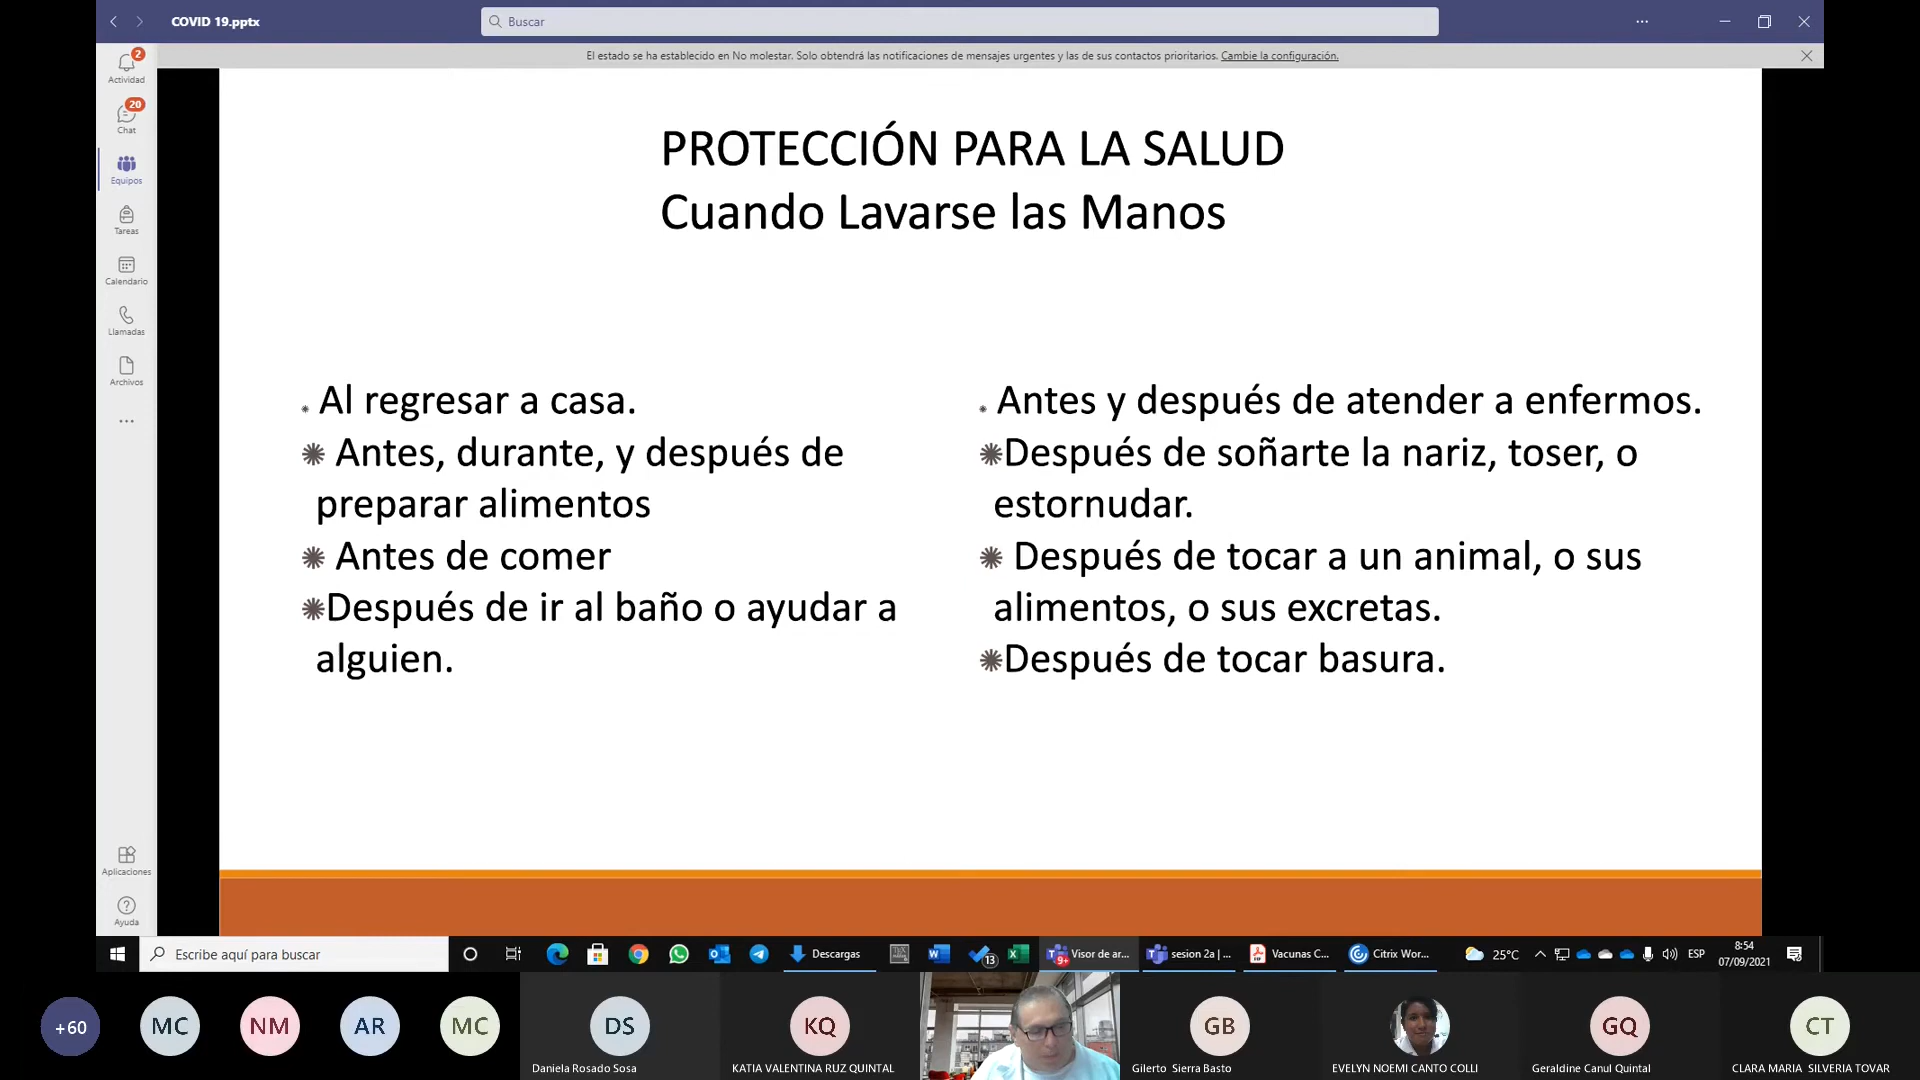 COVID 19.pptx
Buscar
El estado se ha establecido en No molestar. Solo obtendrá las notificaciones de mensajes urgentes y las de sus contactos prioritarios. Cambie la configuración.
2
Actividad
20
Chat
Equipos
Tareas
Calendario
Llamadas
Archivos
Aplicaciones
Ayuda
PROTECCIÓN PARA LA SALUD
Cuando Lavarse las Manos
Al regresar a casa.
Antes, durante, y después de
preparar alimentos
Antes de comer
Después de ir al baño o ayudar a
alguien.
Antes y después de atender a enfermos.
Después de soñarte la nariz, toser, o
estornudar.
Después de tocar a un animal, o sus
alimentos, o sus excretas.
Después de tocar basura.
Escribe aquí para buscar
Descargas
13
9+
Visor de ar...
sesion 2a | ...
Vacunas C...
Citrix Wor...
25°C
ESP
8:54
07/09/2021
+60
MC
NM
AR
MC
DS
Daniela Rosado Sosa
KQ
KATIA VALENTINA RUZ QUINTAL
GB
Gilerto Sierra Basto
EVELYN NOEMI CANTO COLLI
GQ
Geraldine Canul Quintal
CT
CLARA MARIA SILVERIA TOVAR